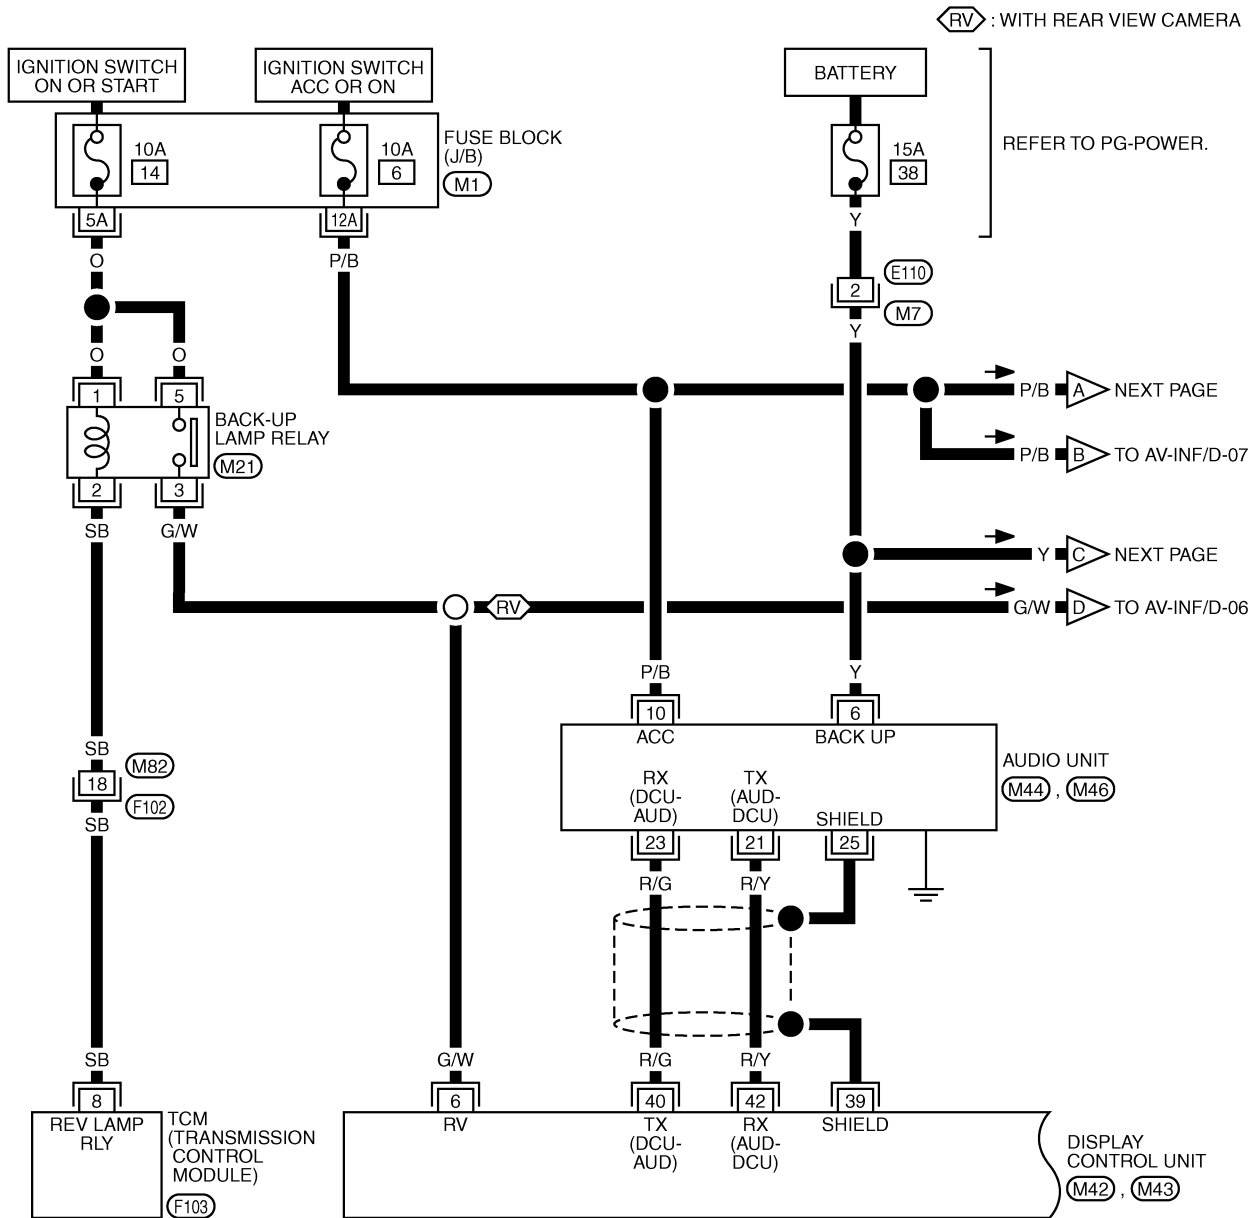 RV : WITH REAR VIEW CAMERA
IGNITION SWITCH
ON OR START
IGNITION SWITCH
ACC OR ON
BATTERY
10A
14
10A
6
FUSE BLOCK
(J/B)
M1
15A
38
REFER TO PG-POWER.
5A
12A
Y
O
P/B
E110
2
M7
Y
O
O
1
5
P/B
A
NEXT PAGE
BACK-UP
LAMP RELAY
M21
P/B
B
TO AV-INF/D-07
2
3
SB
G/W
Y
C
NEXT PAGE
RV
G/W
D
TO AV-INF/D-06
P/B
Y
10
6
ACC
BACK UP
SB
M82
18
F102
SB
RX
(DCU-
AUD)
TX
(AUD-
DCU)
SHIELD
AUDIO UNIT
M44 , M46
23
21
25
R/G
R/Y
SB
G/W
R/G
R/Y
8
6
40
42
39
REV LAMP
RLY
TCM
(TRANSMISSION
CONTROL
MODULE)
F103
RV
TX
(DCU-
AUD)
RX
(AUD-
DCU)
SHIELD
DISPLAY
CONTROL UNIT
M42 , M43